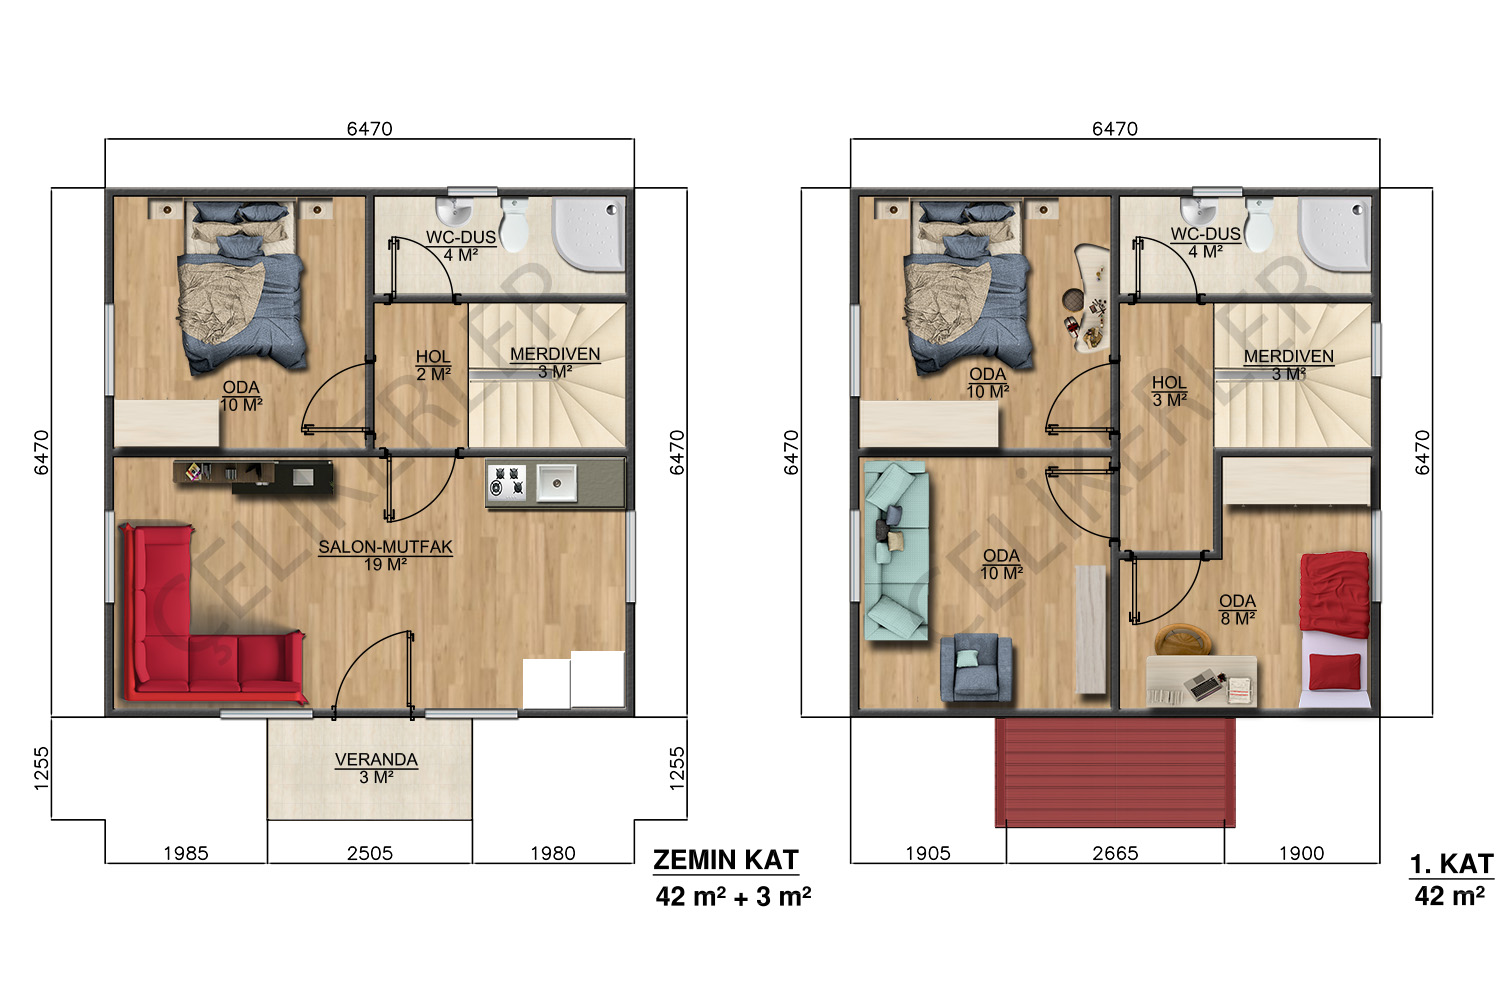 6470
6470
WC-DUS
4 M²
HOL
2 M²
MERDIVEN
3 M²
ODA
10 M²
6470
6470
SALON-MUTFAK
19 M²
ÇELİKERLER
VERANDA
3 M²
1255
1255
1985
2505
1980
ZEMIN KAT
42 m² + 3 m²
WC-DUS
4 M²
MERDIVEN
3 M²
HOL
3 M²
ODA
10 M²
6470
6470
ODA
10 M²
ODA
8 M²
ÇELİKERLER
1905
2665
1900
1. KAT
42 m²